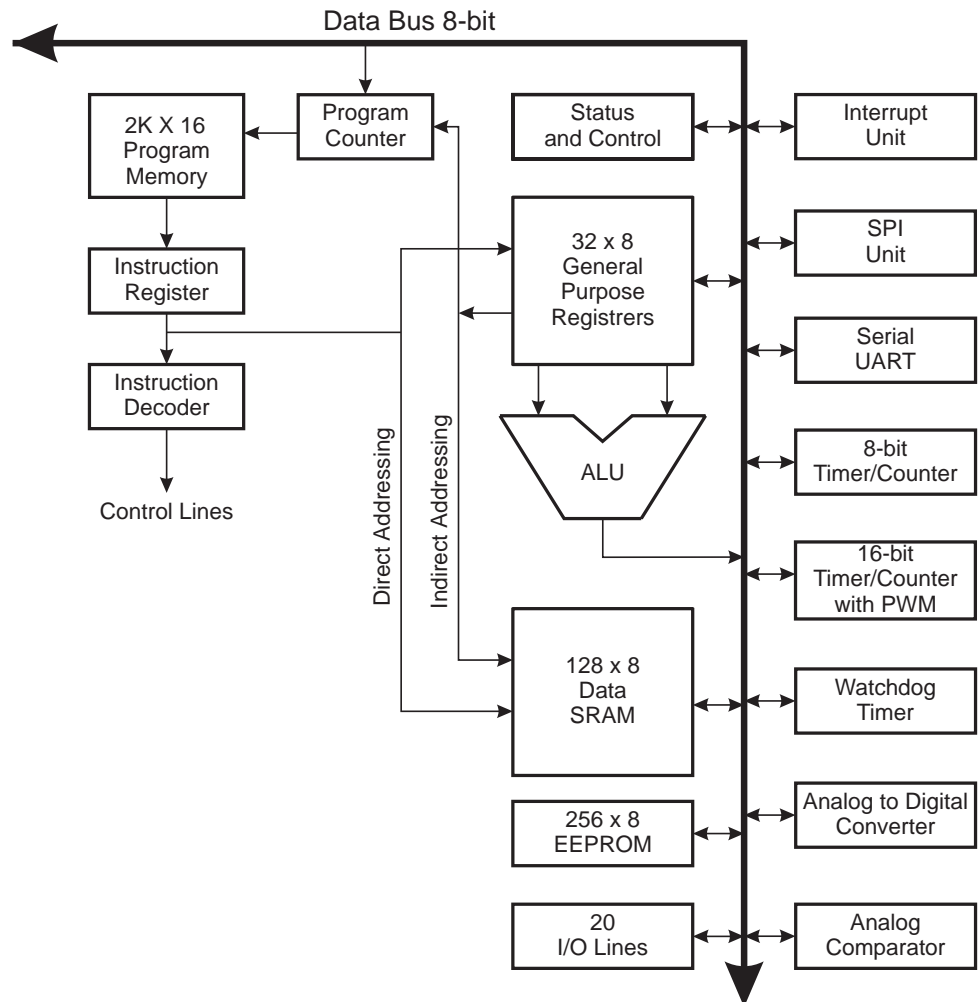 Data Bus 8-bit
2K X 16
Program
Memory
Program
Counter
Status
and Control
Interrupt
Unit
Instruction
Register
32 x 8
General
Purpose
Registrers
SPI
Unit
Serial
UART
Instruction
Decoder
Control Lines
Direct Addressing
Indirect Addressing
ALU
8-bit
Timer/Counter
16-bit
Timer/Counter
with PWM
128 x 8
Data
SRAM
Watchdog
Timer
256 x 8
EEPROM
Analog to Digital
Converter
20
I/O Lines
Analog
Comparator